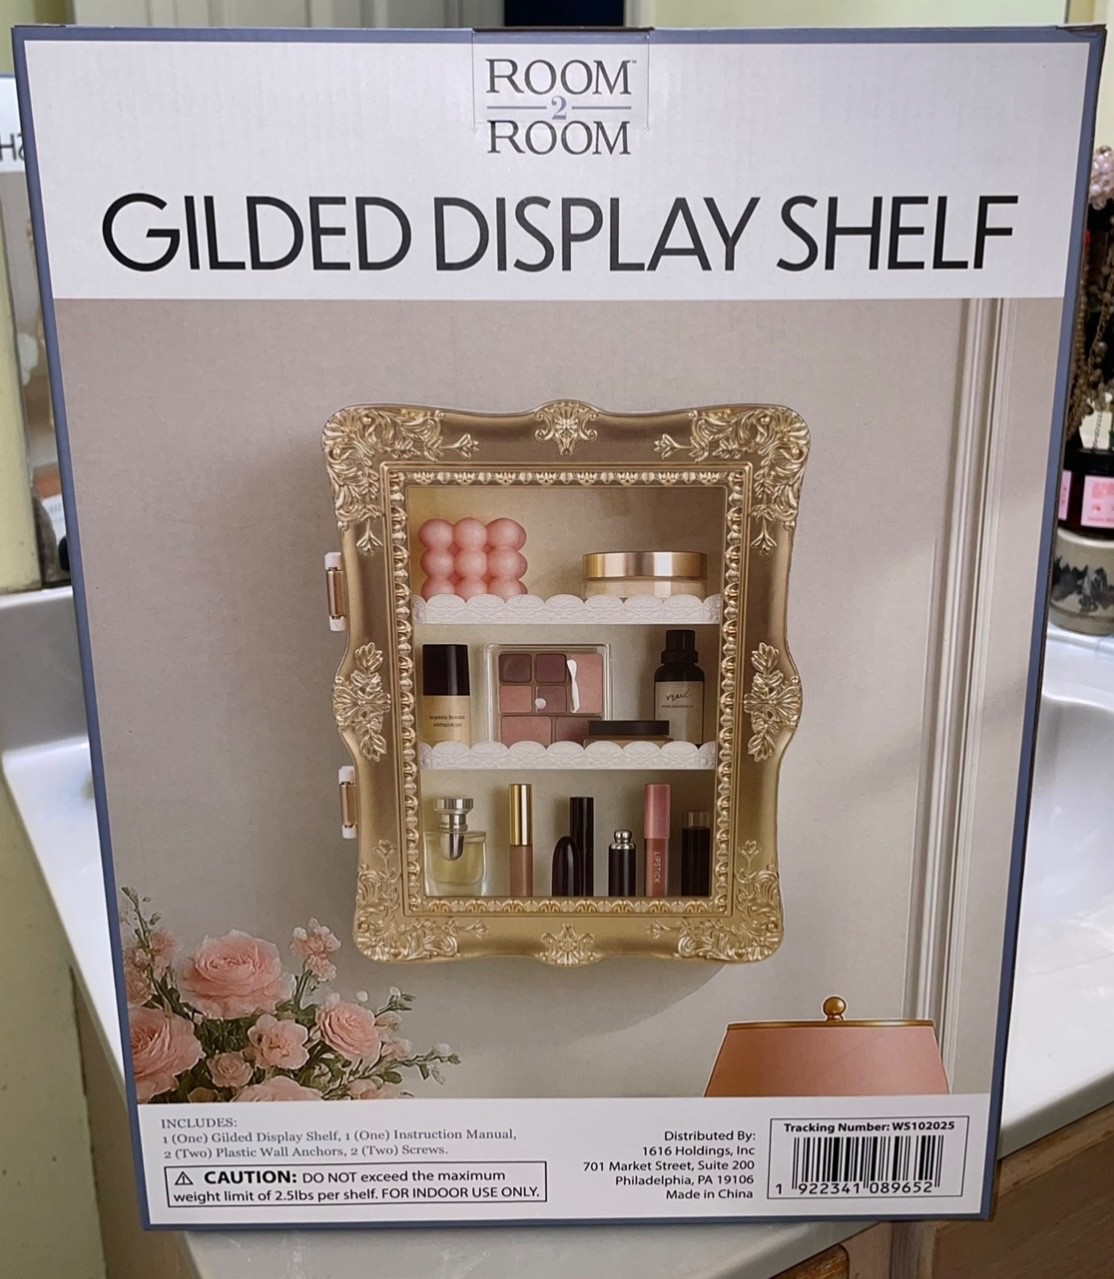 ROOM™
2
ROOM
GILDED DISPLAY SHELF
LIPSTICK
INCLUDES:
1 (One) Gilded Display Shelf, 1 (One) Instruction Manual,
2 (Two) Plastic Wall Anchors, 2 (Two) Screws.
⚠ CAUTION: DO NOT exceed the maximum
weight limit of 2.5lbs per shelf. FOR INDOOR USE ONLY.
Distributed By:
1616 Holdings, Inc
701 Market Street, Suite 200
Philadelphia, PA 19106
Made in China
Tracking Number: WS102025
1 922341 089652